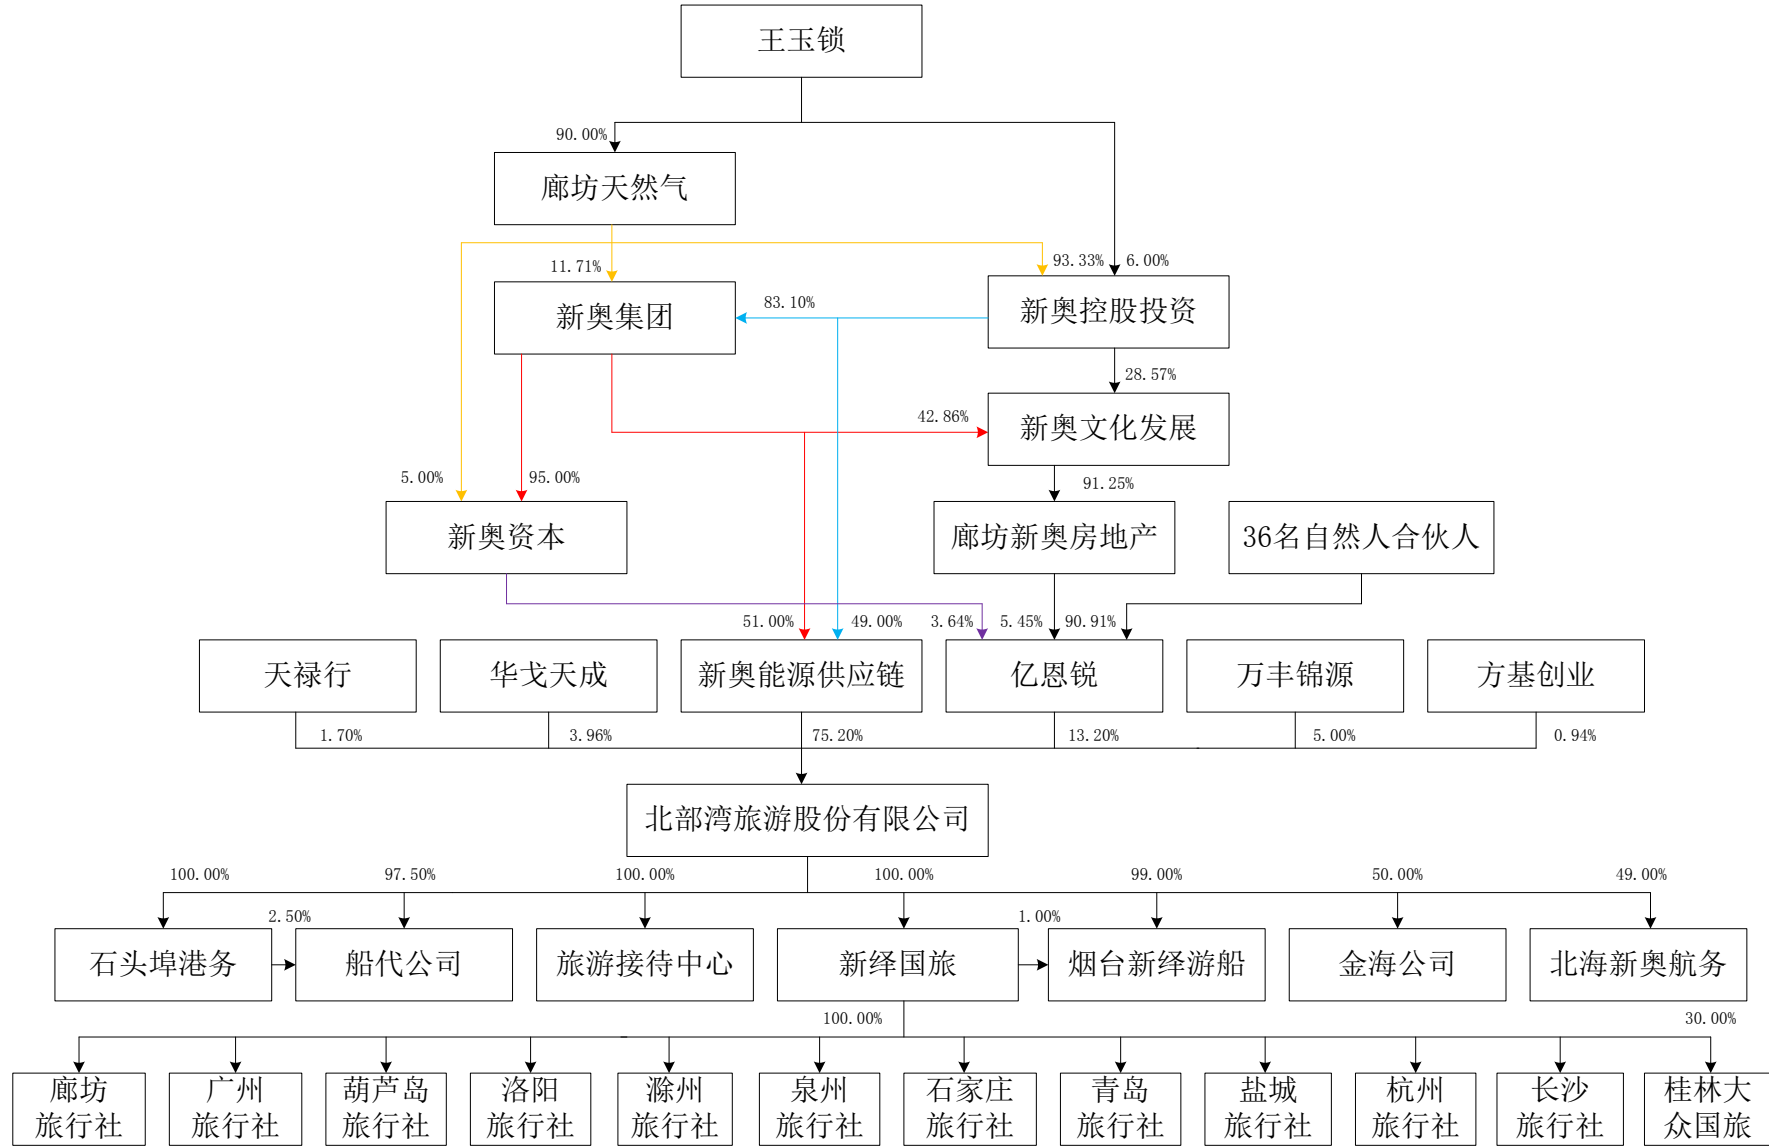 王玉锁
90.00%
廊坊天然气
11.71%
93.33%
6.00%
新奥集团
83.10%
新奥控股投资
28.57%
42.86%
新奥文化发展
5.00%
95.00%
91.25%
新奥资本
廊坊新奥房地产
36名自然人合伙人
51.00%
49.00%
3.64%
5.45%
90.91%
天禄行
华戈天成
新奥能源供应链
亿恩锐
万丰锦源
方基创业
1.70%
3.96%
75.20%
13.20%
5.00%
0.94%
北部湾旅游股份有限公司
100.00%
97.50%
100.00%
100.00%
99.00%
50.00%
49.00%
2.50%
1.00%
石头埠港务
船代公司
旅游接待中心
新绎国旅
烟台新绎游船
金海公司
北海新奥航务
100.00%
30.00%
廊坊
旅行社
广州
旅行社
葫芦岛
旅行社
洛阳
旅行社
滁州
旅行社
泉州
旅行社
石家庄
旅行社
青岛
旅行社
盐城
旅行社
杭州
旅行社
长沙
旅行社
桂林大
众国旅